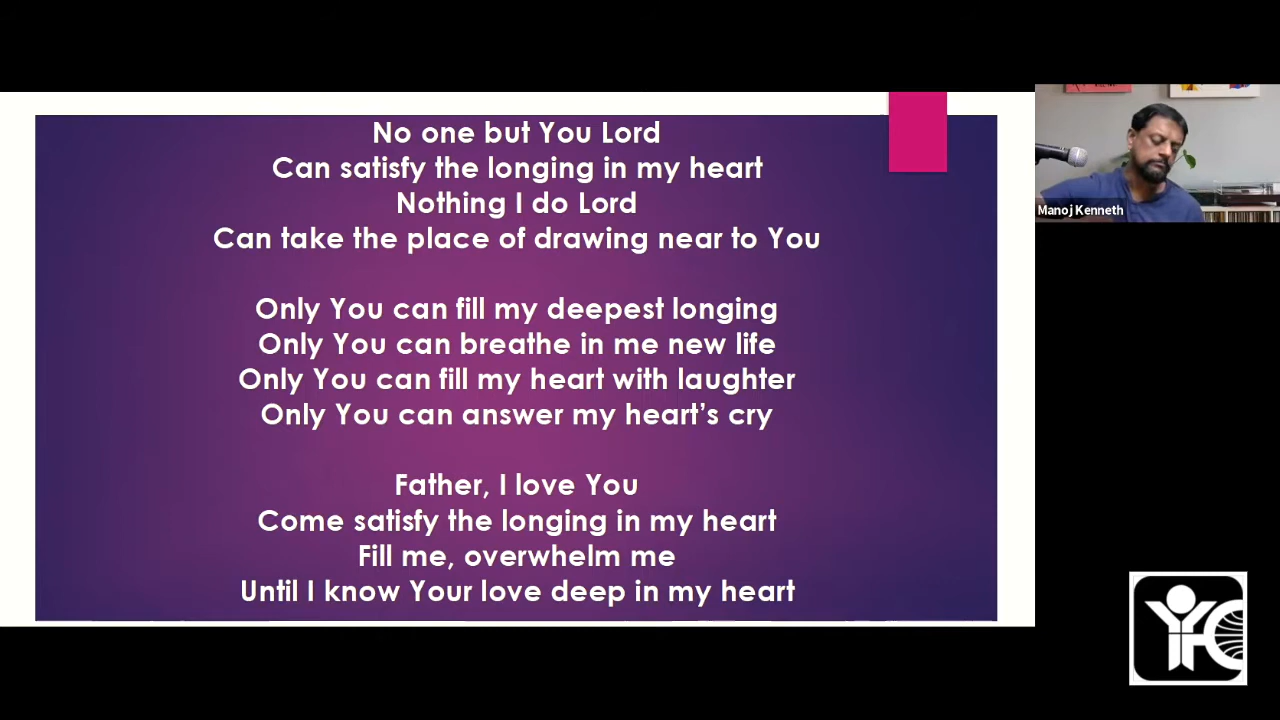 No one but You Lord
Can satisfy the longing in my heart
Nothing I do Lord
Can take the place of drawing near to You
Only You can fill my deepest longing
Only You can breathe in me new life
Only You can fill my heart with laughter
Only You can answer my heart’s cry
Father, I love You
Come satisfy the longing in my heart
Fill me, overwhelm me
Until I know Your love deep in my heart
Manoj Kenneth
YFC